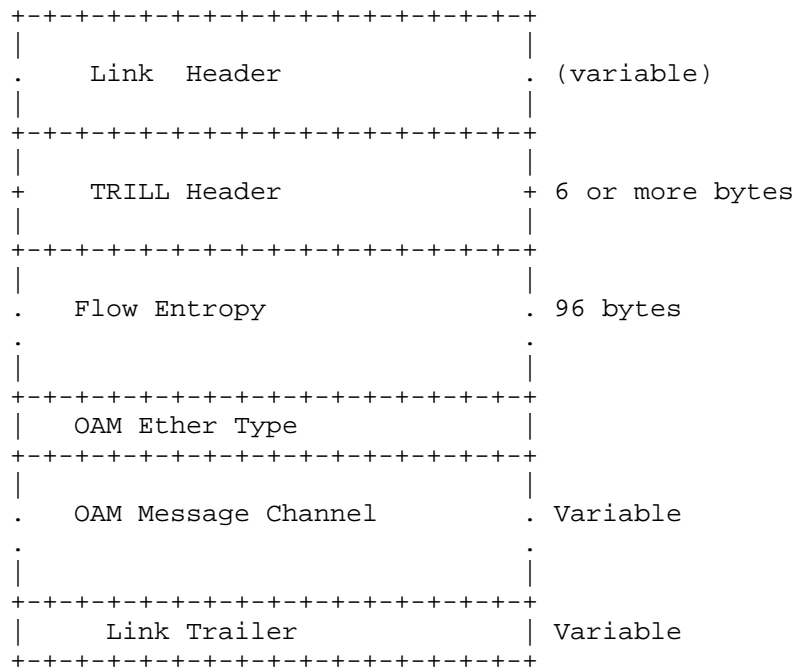 +-+-+-+-+-+-+-+-+-+-+-+-+-+-+-+-+
|                               |
.    Link  Header               . (variable)
|                               |
+-+-+-+-+-+-+-+-+-+-+-+-+-+-+-+-+
|                               |
+    TRILL Header               + 6 or more bytes
|                               |
+-+-+-+-+-+-+-+-+-+-+-+-+-+-+-+-+
|                               |
.   Flow Entropy                . 96 bytes
.                               .
|                               |
+-+-+-+-+-+-+-+-+-+-+-+-+-+-+-+-+
|   OAM Ether Type              |
+-+-+-+-+-+-+-+-+-+-+-+-+-+-+-+-+
|                               |
.   OAM Message Channel         . Variable
.                               .
|                               |
+-+-+-+-+-+-+-+-+-+-+-+-+-+-+-+-+
|     Link Trailer              | Variable
+-+-+-+-+-+-+-+-+-+-+-+-+-+-+-+-+